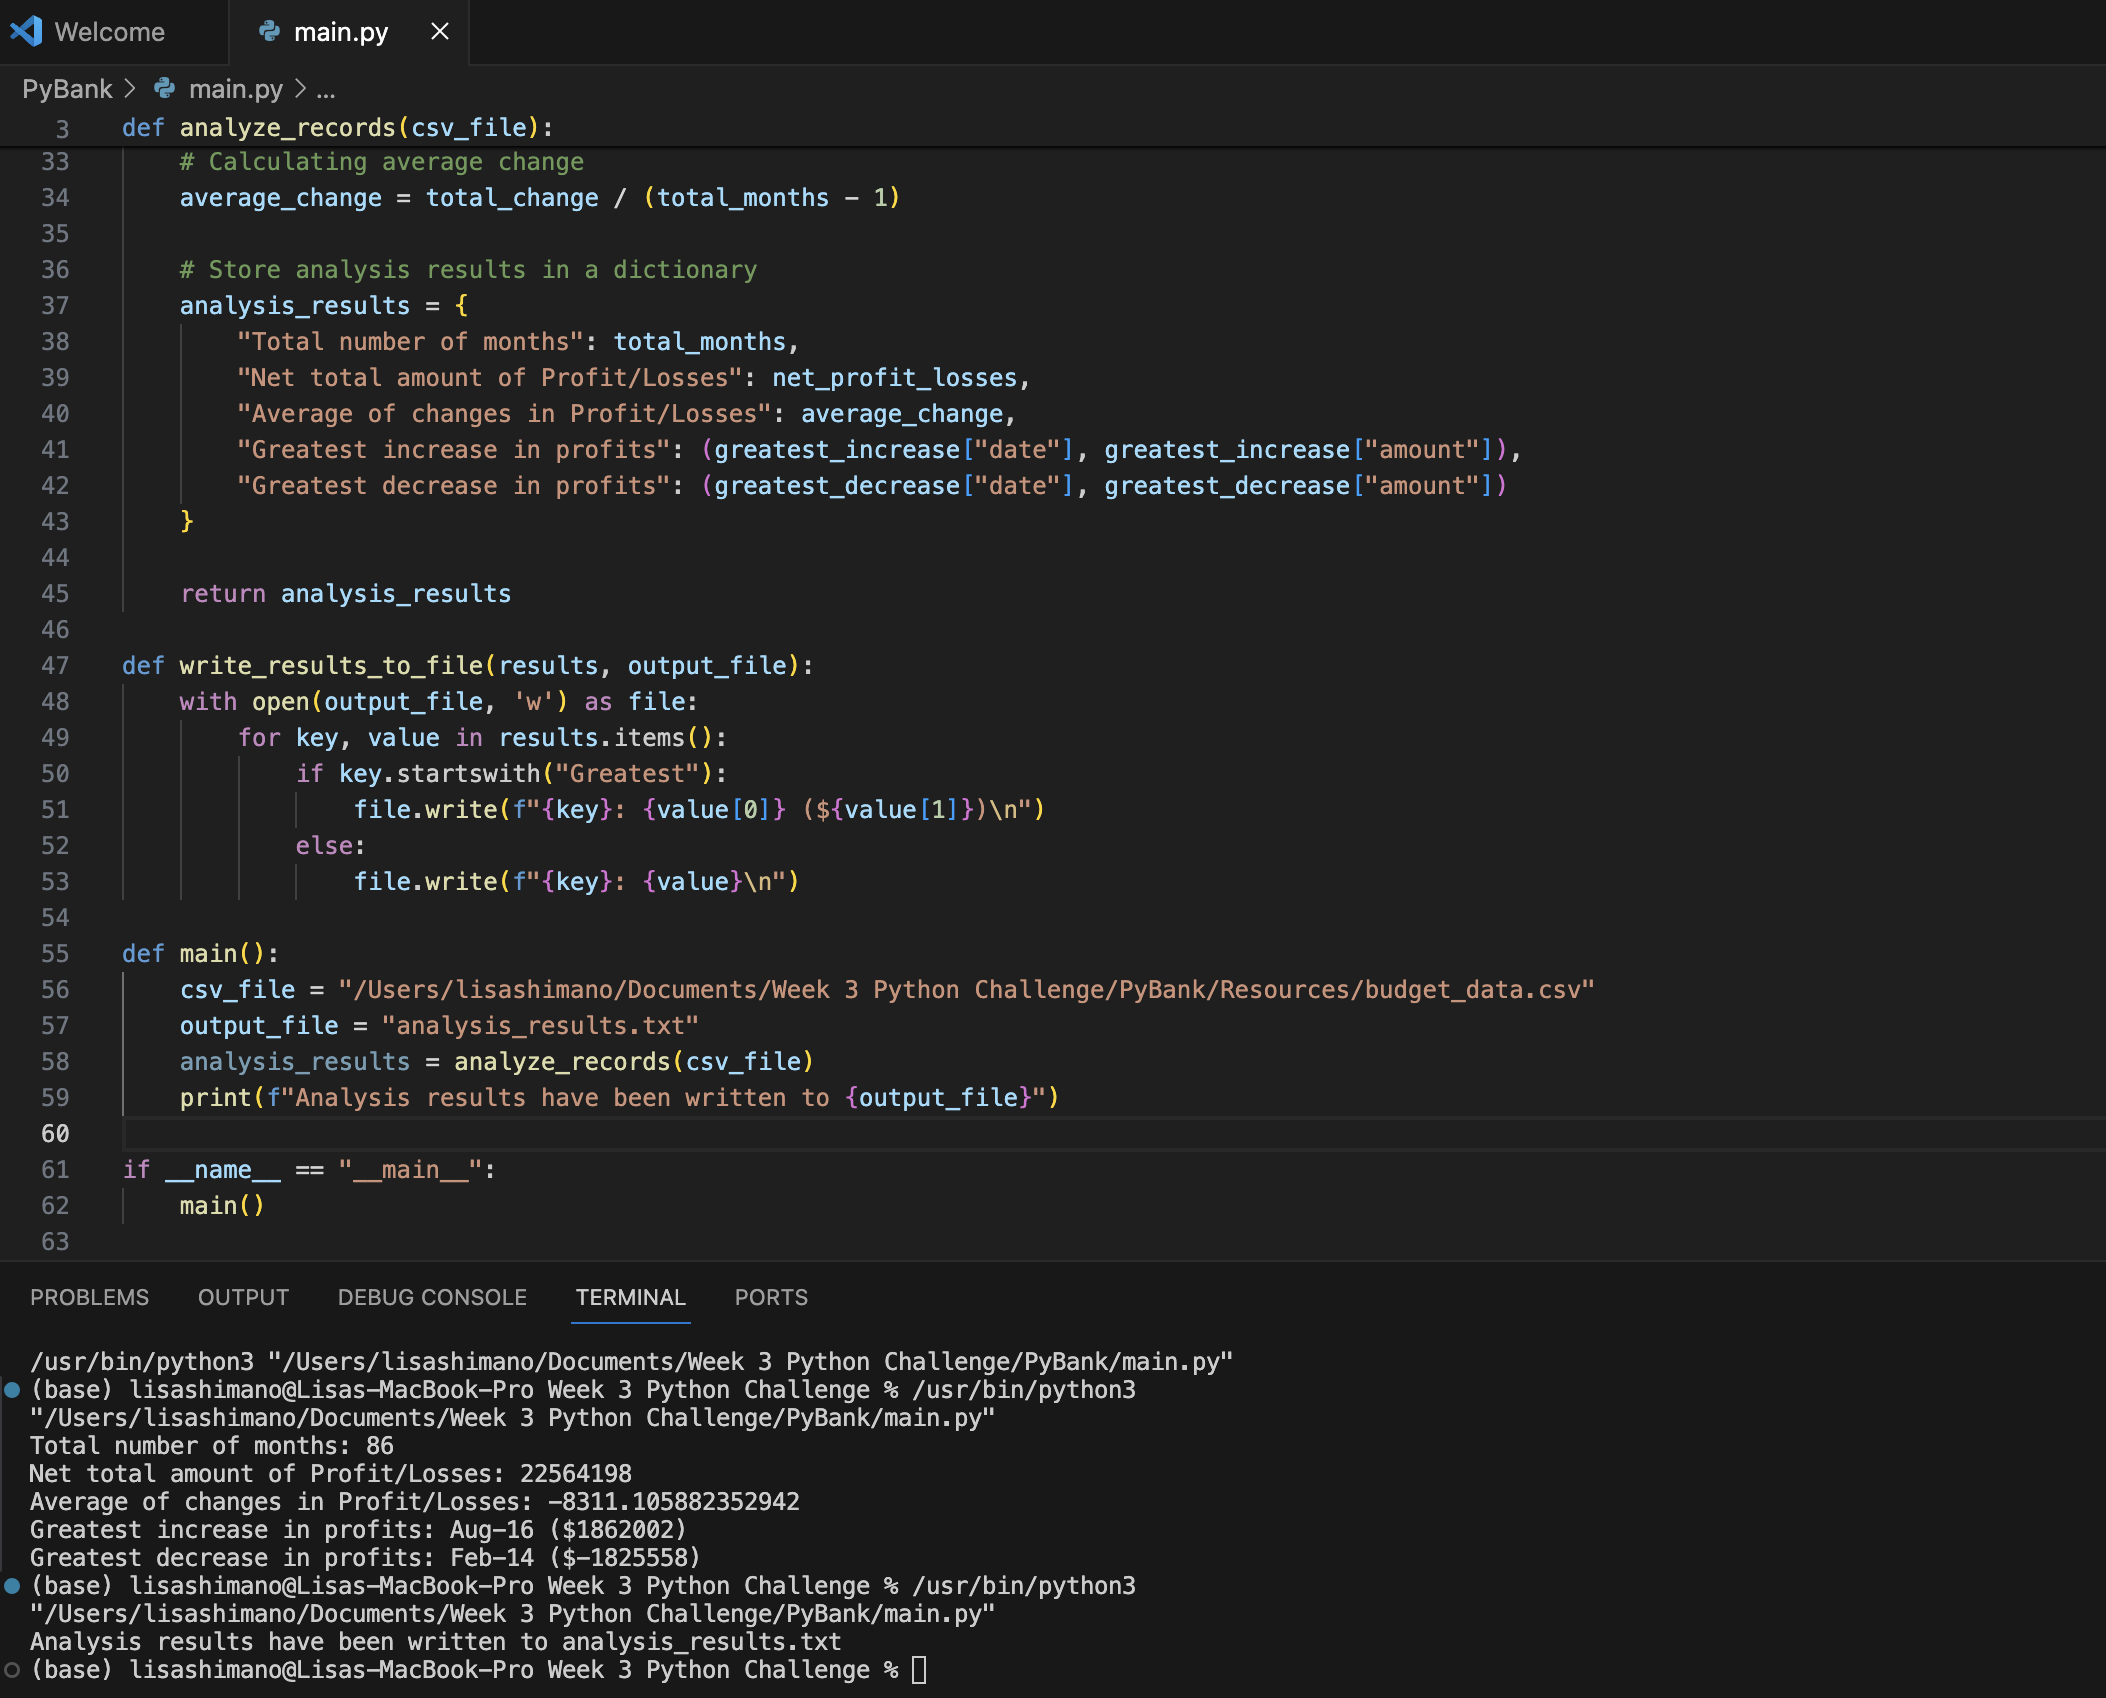 Welcome
main.py
PyBank > main.py > ...
3 def analyze_records(csv_file):
33 # Calculating average change
34 average_change = total_change / (total_months - 1)
35
36 # Store analysis results in a dictionary
37 analysis_results = {
38 "Total number of months": total_months,
39 "Net total amount of Profit/Losses": net_profit_losses,
40 "Average of changes in Profit/Losses": average_change,
41 "Greatest increase in profits": (greatest_increase["date"], greatest_increase["amount"]),
42 "Greatest decrease in profits": (greatest_decrease["date"], greatest_decrease["amount"])
43 }
44
45 return analysis_results
46
47 def write_results_to_file(results, output_file):
48 with open(output_file, 'w') as file:
49 for key, value in results.items():
50 if key.startswith("Greatest"):
51 file.write(f"{key}: {value[0]} (${value[1]})\n")
52 else:
53 file.write(f"{key}: {value}\n")
54
55 def main():
56 csv_file = "/Users/lisashimano/Documents/Week 3 Python Challenge/PyBank/Resources/budget_data.csv"
57 output_file = "analysis_results.txt"
58 analysis_results = analyze_records(csv_file)
59 print(f"Analysis results have been written to {output_file}")
60
61 if __name__ == "__main__":
62 main()
63
PROBLEMS OUTPUT DEBUG CONSOLE TERMINAL PORTS
/usr/bin/python3 "/Users/lisashimano/Documents/Week 3 Python Challenge/PyBank/main.py"
(base) lisashimano@Lisas-MacBook-Pro Week 3 Python Challenge % /usr/bin/python3
"/Users/lisashimano/Documents/Week 3 Python Challenge/PyBank/main.py"
Total number of months: 86
Net total amount of Profit/Losses: 22564198
Average of changes in Profit/Losses: -8311.105882352942
Greatest increase in profits: Aug-16 ($1862002)
Greatest decrease in profits: Feb-14 ($-1825558)
(base) lisashimano@Lisas-MacBook-Pro Week 3 Python Challenge % /usr/bin/python3
"/Users/lisashimano/Documents/Week 3 Python Challenge/PyBank/main.py"
Analysis results have been written to analysis_results.txt
(base) lisashimano@Lisas-MacBook-Pro Week 3 Python Challenge %